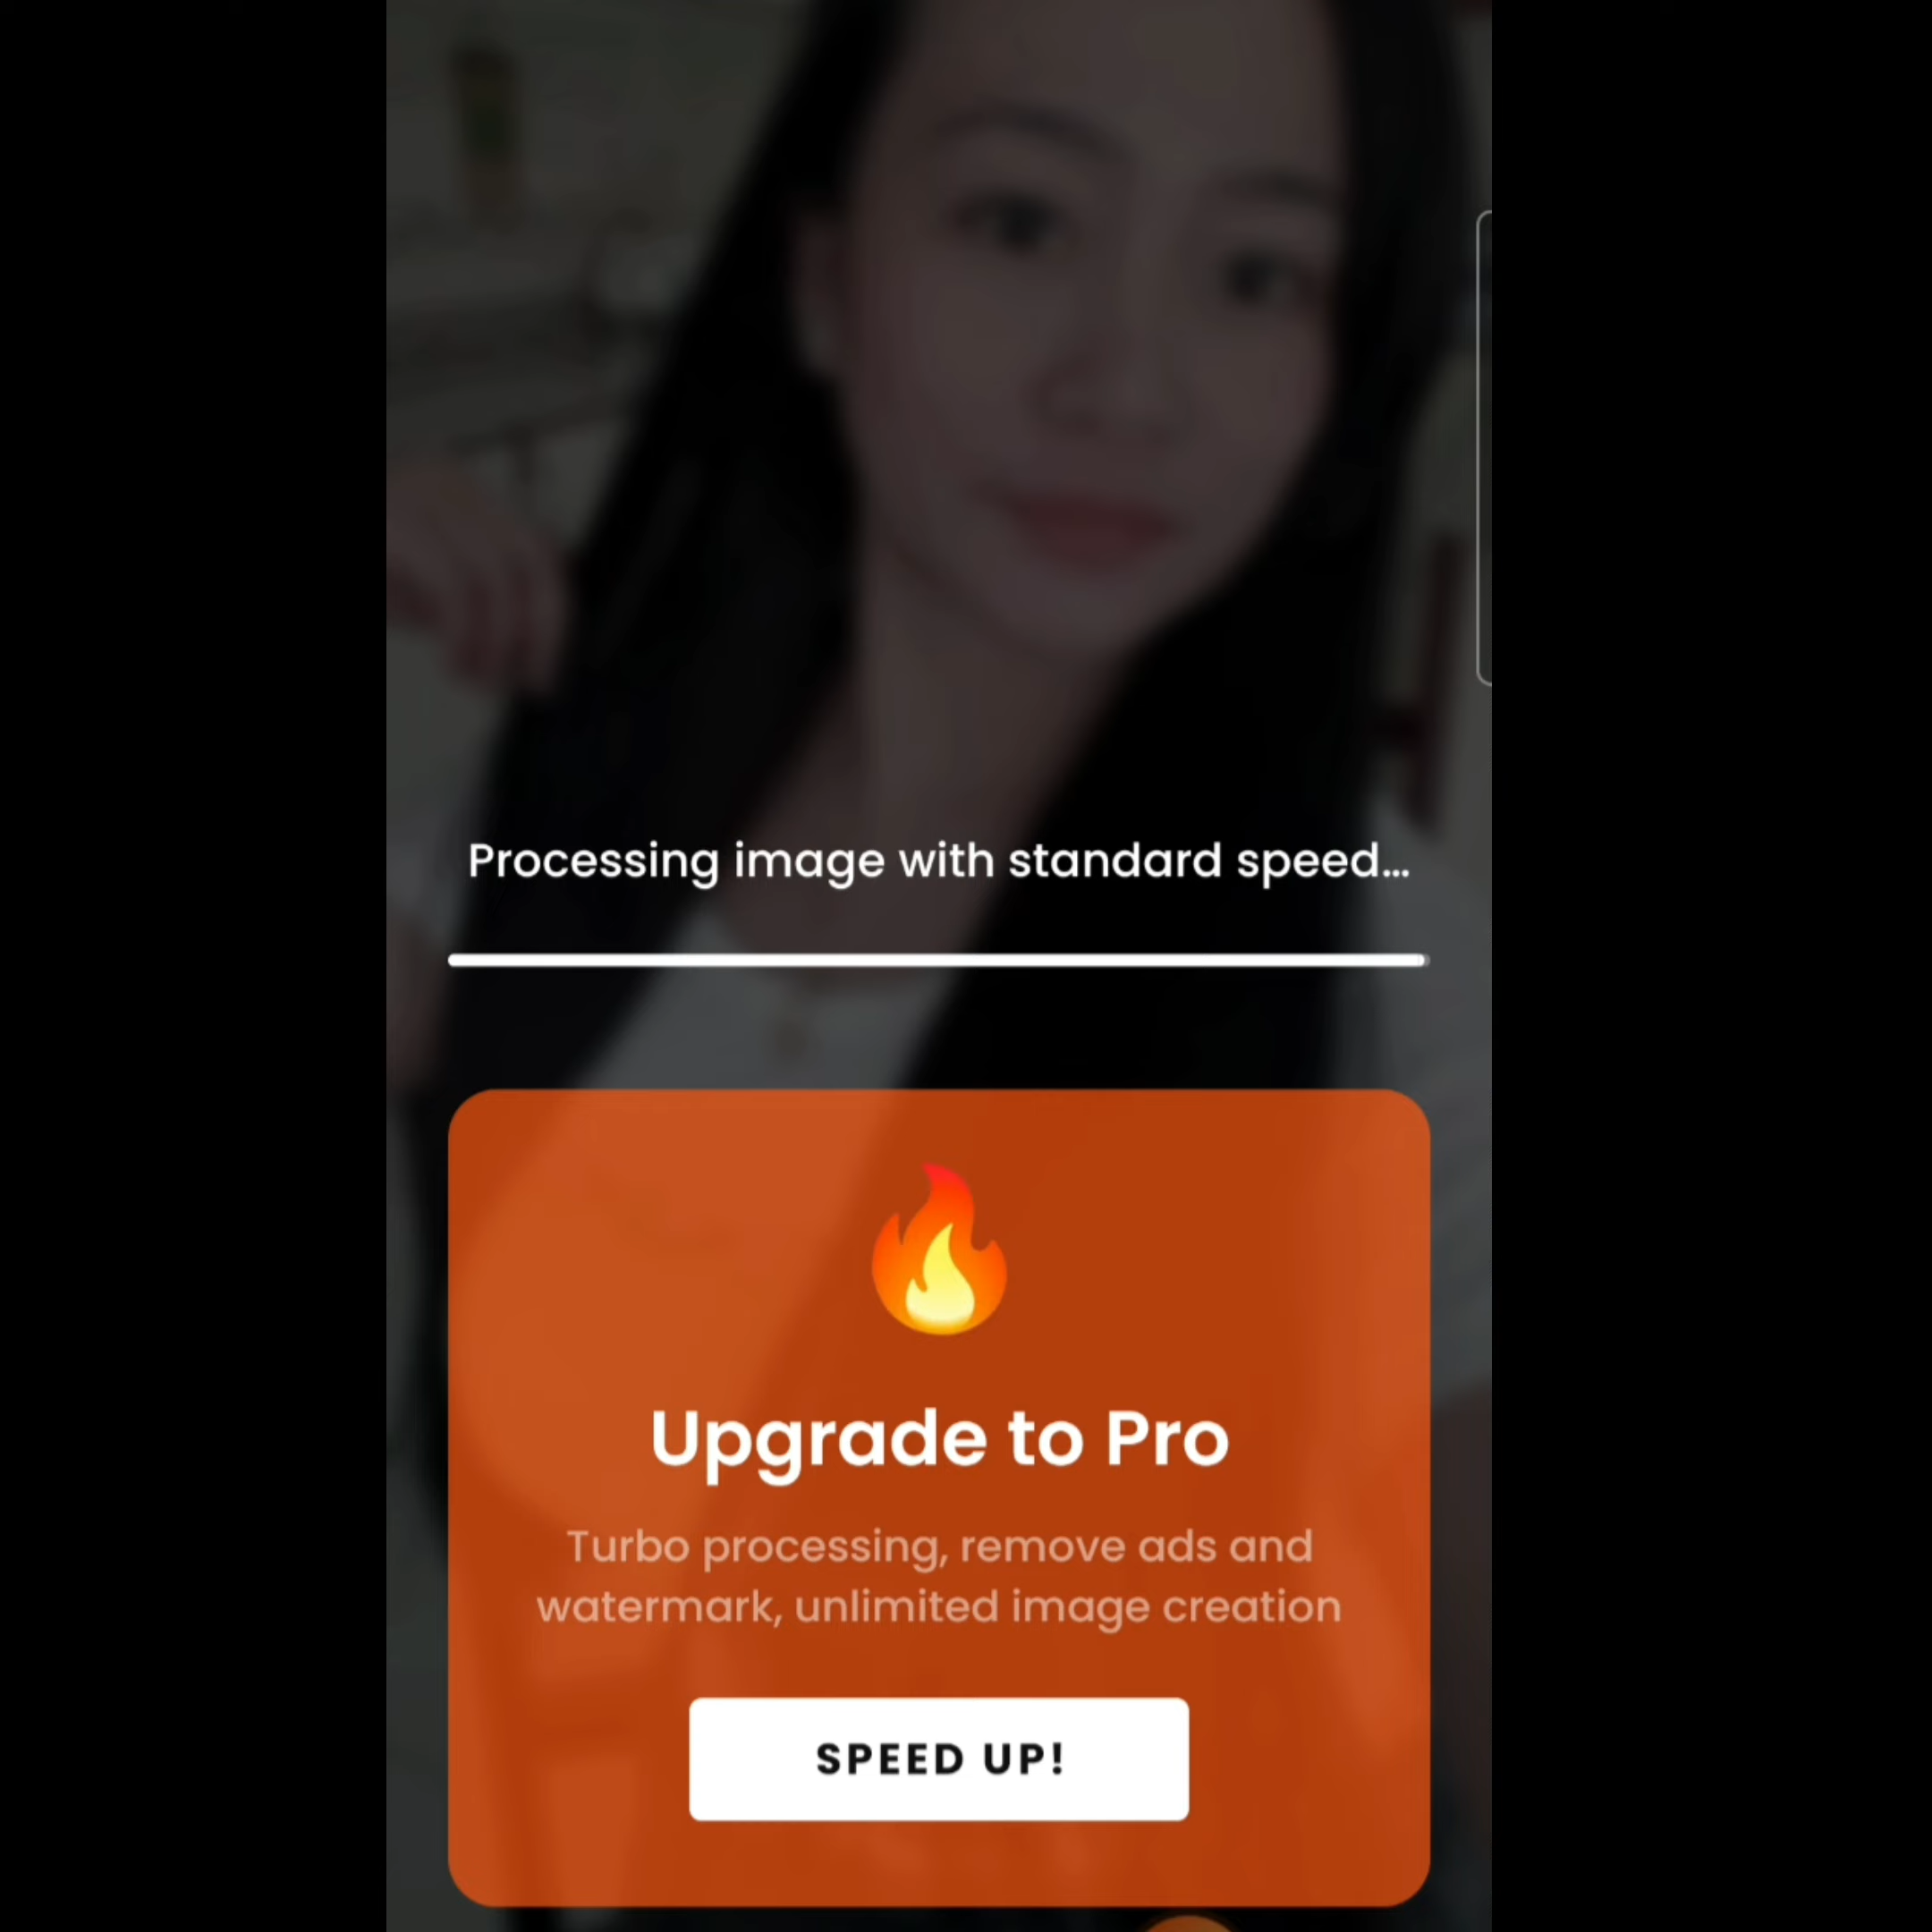 Processing image with standard speed...
Upgrade to Pro
Turbo processing, remove ads and
watermark, unlimited image creation
SPEED UP!